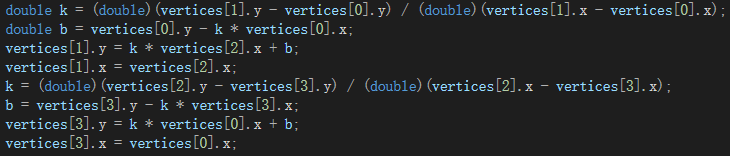 double k = (double)(vertices[1].y - vertices[0].y) / (double)(vertices[1].x - vertices[0].x);
double b = vertices[0].y - k * vertices[0].x;
vertices[1].y = k * vertices[2].x + b;
vertices[1].x = vertices[2].x;
k = (double)(vertices[2].y - vertices[3].y) / (double)(vertices[2].x - vertices[3].x);
b = vertices[3].y - k * vertices[3].x;
vertices[3].y = k * vertices[0].x + b;
vertices[3].x = vertices[0].x;